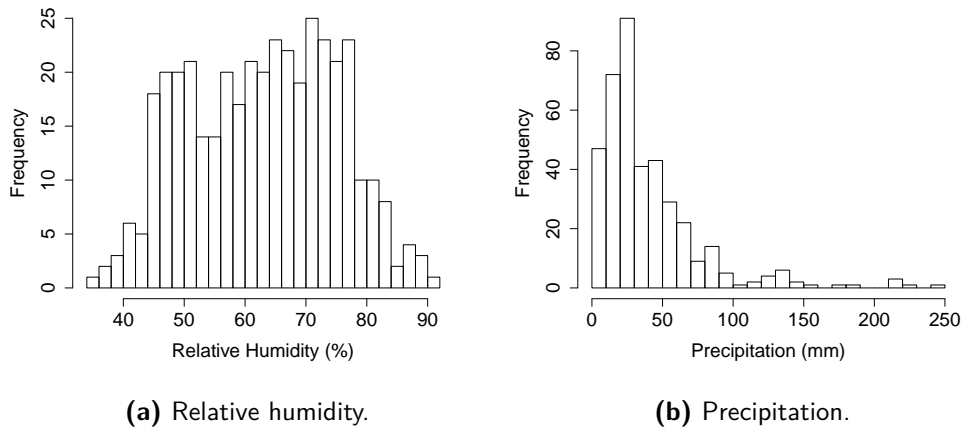 Frequency
25
20
15
10
5
0
40 50 60 70 80 90
Relative Humidity (%)
(a) Relative humidity.
Frequency
80
60
40
20
0
0 50 100 150 200 250
Precipitation (mm)
(b) Precipitation.